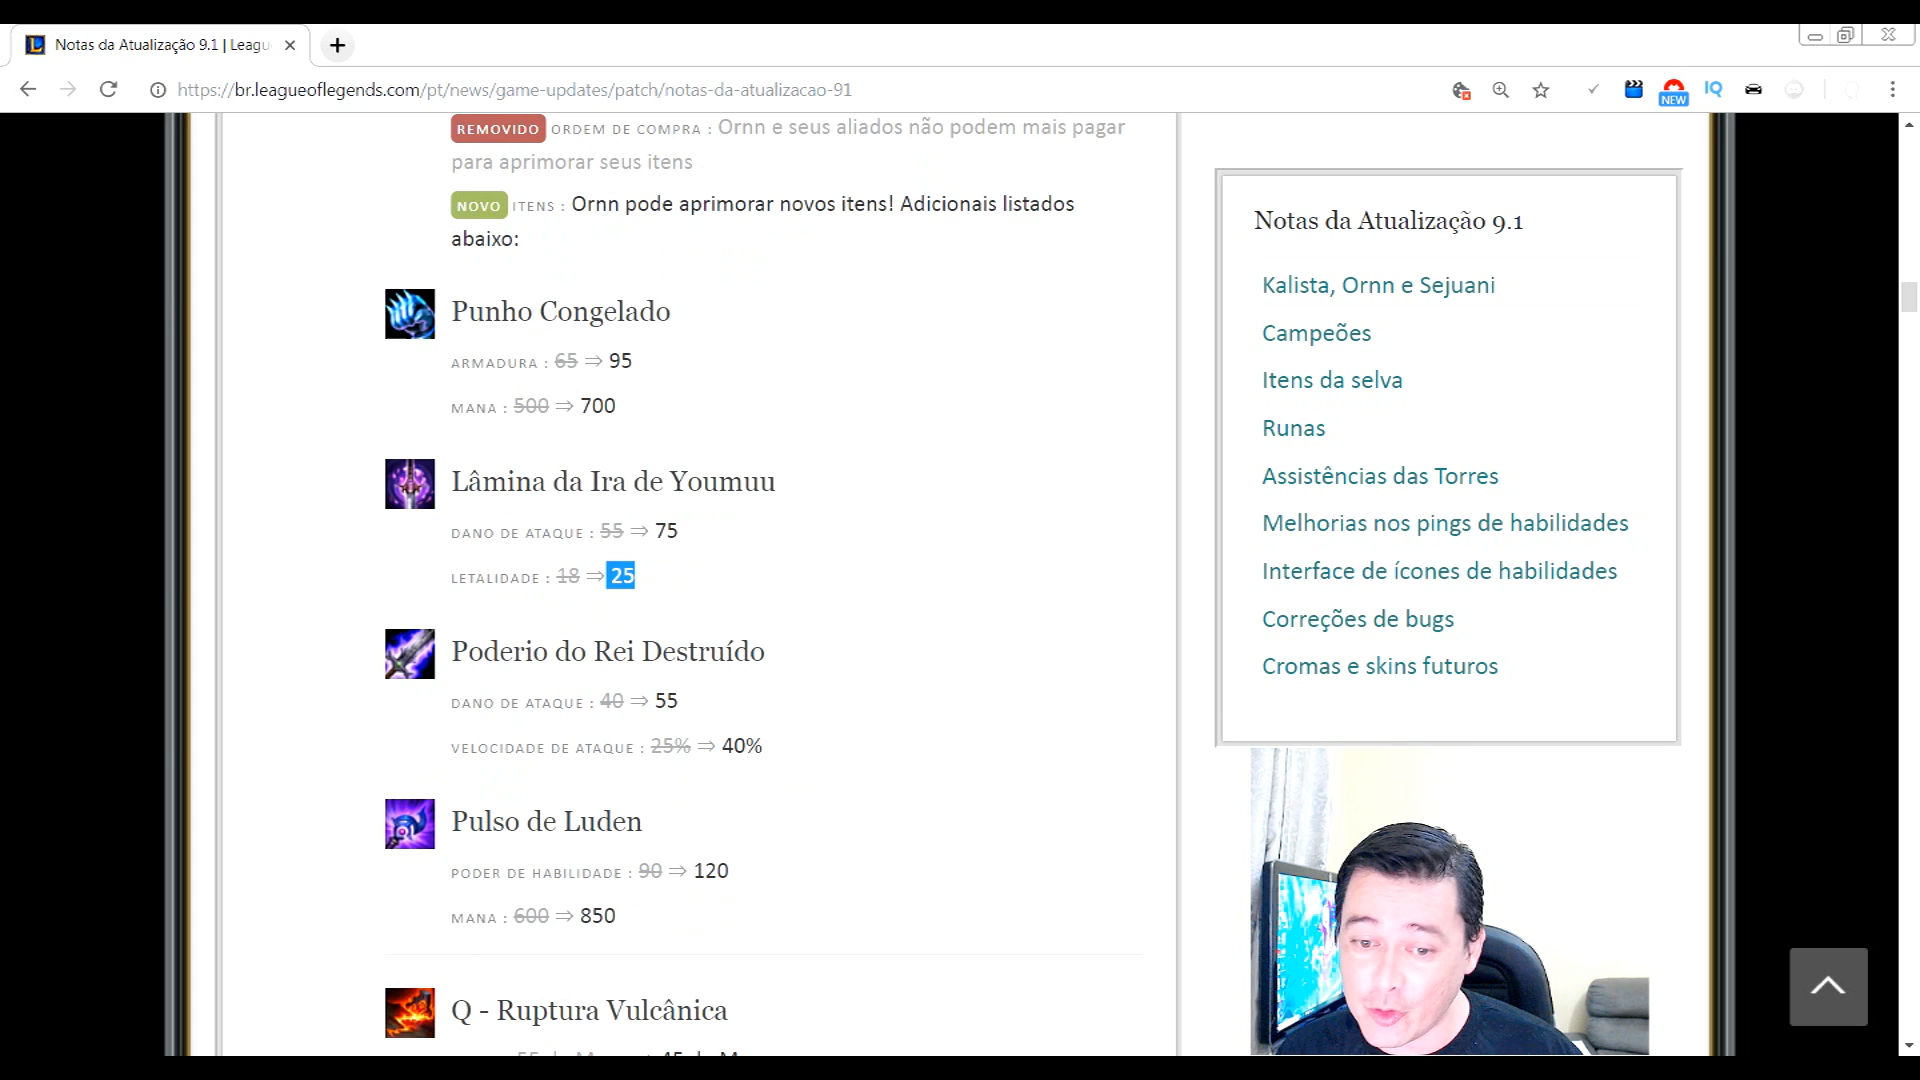 Notas da Atualização 9.1 | Leagu
https://br.leagueoflegends.com/pt/news/game-updates/patch/notas-da-atualizacao-91
NEW
IQ
REMOVIDO ORDEM DE COMPRA : Ornn e seus aliados não podem mais pagar
para aprimorar seus itens
NOVO ITENS : Ornn pode aprimorar novos itens! Adicionais listados
abaixo:
Punho Congelado
ARMADURA : 65 ⇒ 95
MANA : 500 ⇒ 700
Lâmina da Ira de Youmuu
DANO DE ATAQUE : 55 ⇒ 75
LETALIDADE : 18 ⇒ 25
Poderio do Rei Destruído
DANO DE ATAQUE : 40 ⇒ 55
VELOCIDADE DE ATAQUE : 25% ⇒ 40%
Pulso de Luden
PODER DE HABILIDADE : 90 ⇒ 120
MANA : 600 ⇒ 850
Q - Ruptura Vulcânica
Notas da Atualização 9.1
Kalista, Ornn e Sejuani
Campeões
Itens da selva
Runas
Assistências das Torres
Melhorias nos pings de habilidades
Interface de ícones de habilidades
Correções de bugs
Cromas e skins futuros